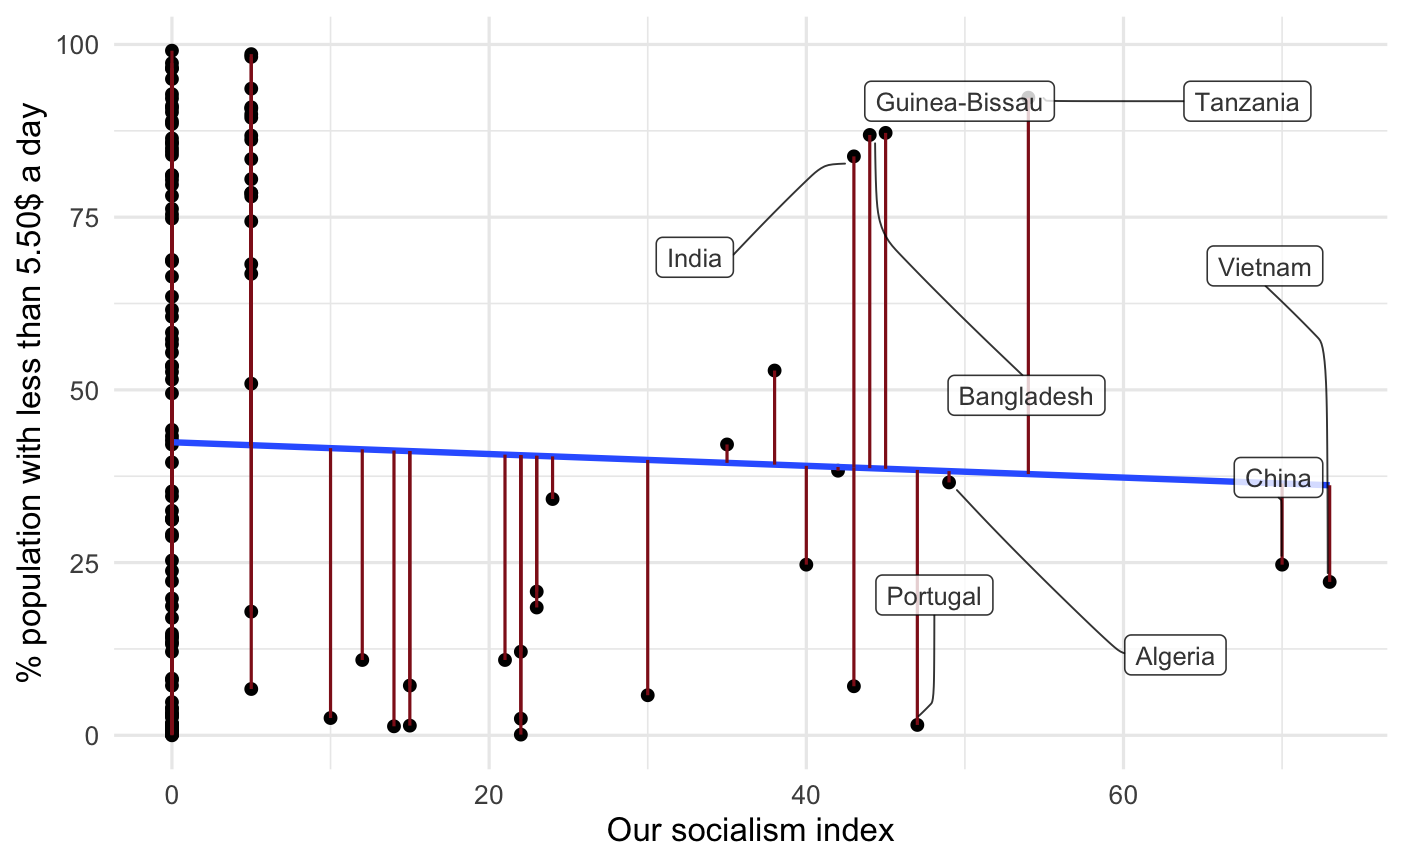 % population with less than 5.50$ a day
100
75
50
25
0
Guinea-Bissau
Tanzania
India
Vietnam
Bangladesh
China
Portugal
Algeria
0
20
40
60
Our socialism index